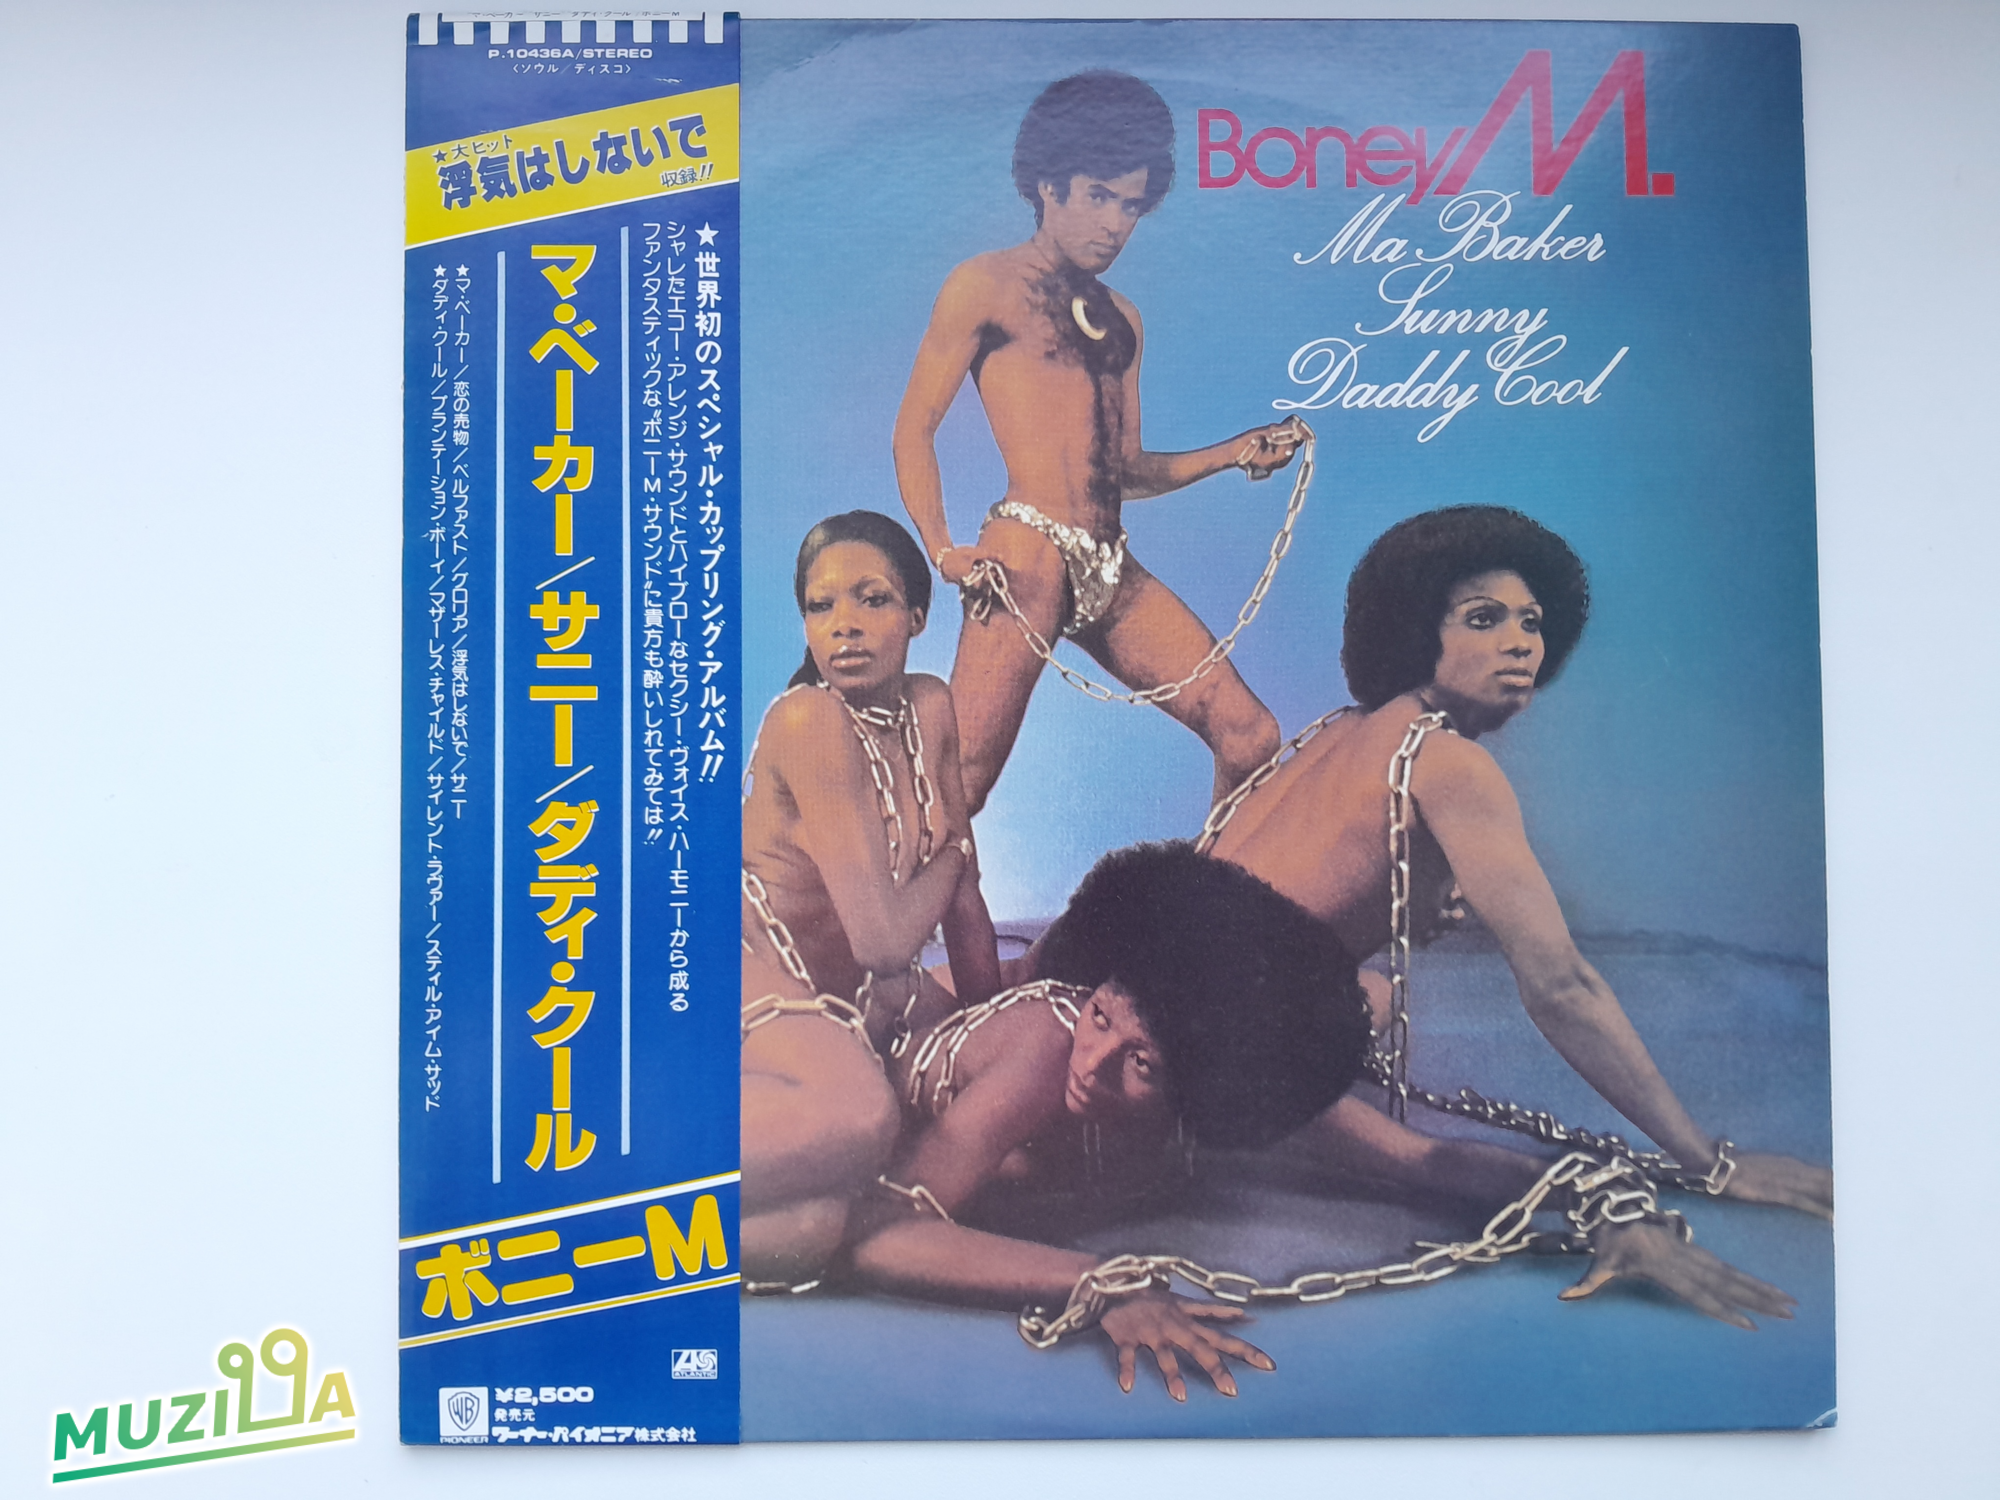 マ・ベーカー サニー ダディ・クール/ボニーM
P.10436A/STEREO
〈ソウル/ディスコ〉
★大ヒット
浮気はしないで
収録!!
★世界初のスペシャル・カップリング・アルバム!!
シャレたエコー・アレンジ・サウンドとハイブローなセクシー・ヴォイス・ハーモニーから成る
ファンタスティックな〝ボニーM・サウンド〟に貴方も酔いしれてみては!!
マ・ベーカー/サニー/ダディ・クール
★マ・ベーカー/恋の売物/ベルファスト/グロリア/浮気はしないで/サニー
★ダディ・クール/プランテーション・ボーイ/マザーレス・チャイルド/サイレント・ラヴァー/スティル・アイム・サッド
ボニーM
ATLANTIC
WB
PIONEER
¥2,500
発売元
ワーナー・パイオニア株式会社
Boney M.
Ma Baker
Sunny
Daddy Cool
MUZILLA